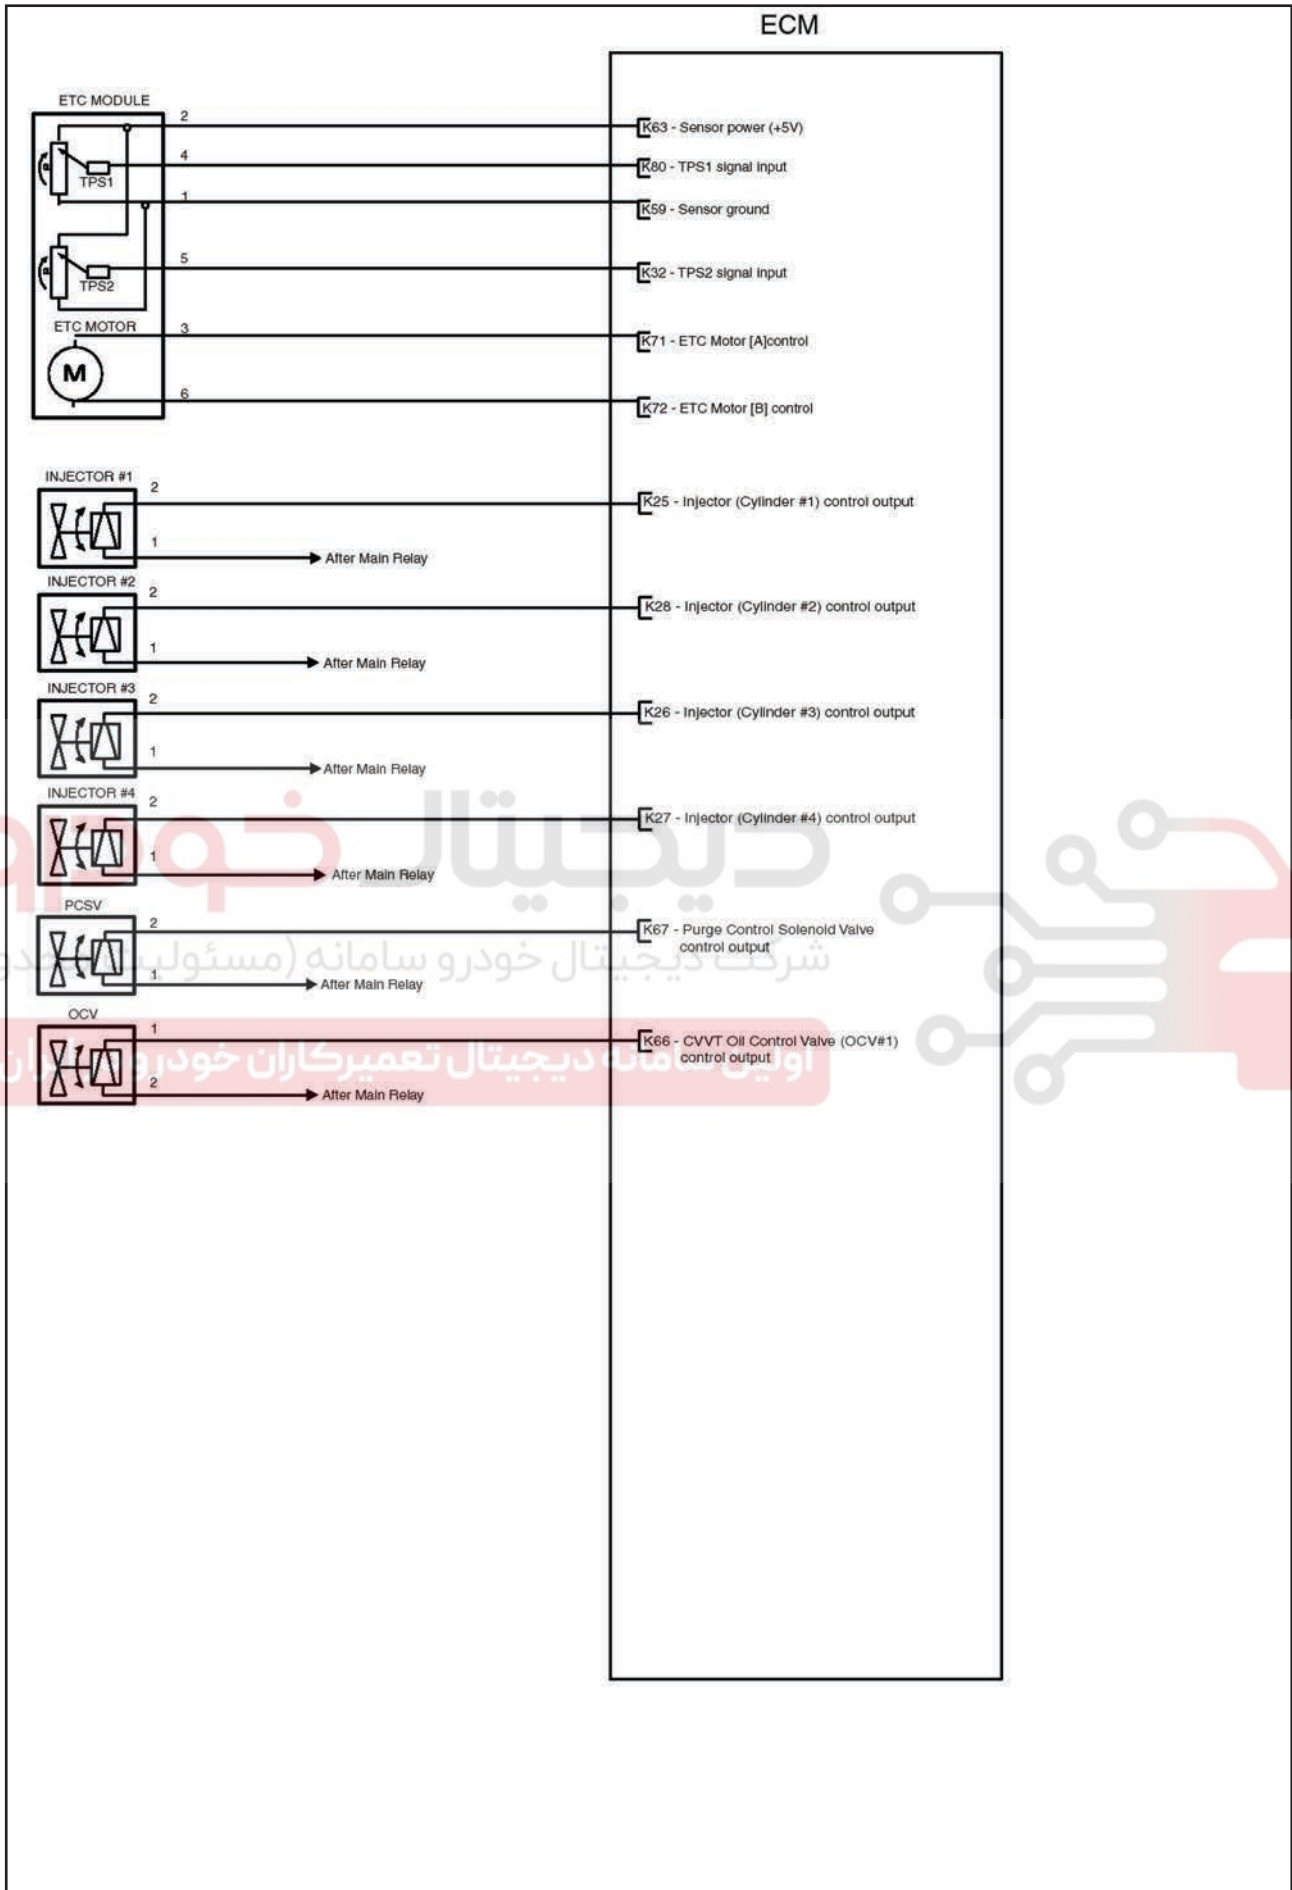 ECM
ETC MODULE
2
K63 - Sensor power (+5V)
4
K80 - TPS1 signal input
TPS1
1
K59 - Sensor ground
5
K32 - TPS2 signal input
TPS2
ETC MOTOR
3
K71 - ETC Motor [A]control
M
6
K72 - ETC Motor [B] control
INJECTOR #1
2
K25 - Injector (Cylinder #1) control output
1
After Main Relay
INJECTOR #2
2
K28 - Injector (Cylinder #2) control output
1
After Main Relay
INJECTOR #3
2
K26 - Injector (Cylinder #3) control output
1
After Main Relay
INJECTOR #4
2
K27 - Injector (Cylinder #4) control output
1
After Main Relay
دیجیتال خودرو
PCSV
2
K67 - Purge Control Solenoid Valve
control output
شرکت دیجیتال خودرو سامانه (مسئولیت
1
After Main Relay
OCV
1
K66 - CVVT Oil Control Valve (OCV#1)
control output
اولین سامانه دیجیتال تعمیرکاران خودرو
2
After Main Relay